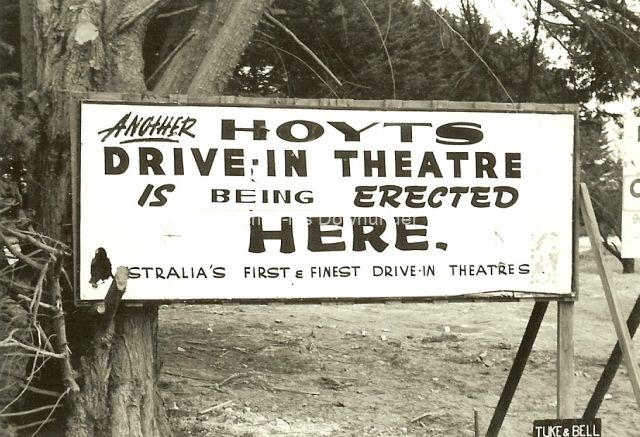 ANOTHER HOYTS
DRIVE-IN THEATRE
IS BEING ERECTED
HERE.
STRALIA'S FIRST & FINEST DRIVE-IN THEATRES
TUKE & BELL